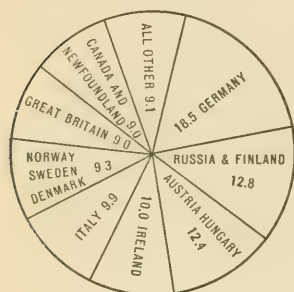 ALL OTHER 9.1
18.5 GERMANY
RUSSIA & FINLAND
12.8
AUSTRIA HUNGARY
12.4
10.0 IRELAND
ITALY 9.9
NORWAY
SWEDEN
DENMARK
9.3
GREAT BRITAIN 9.0
CANADA AND
NEWFOUNDLAND
9.0